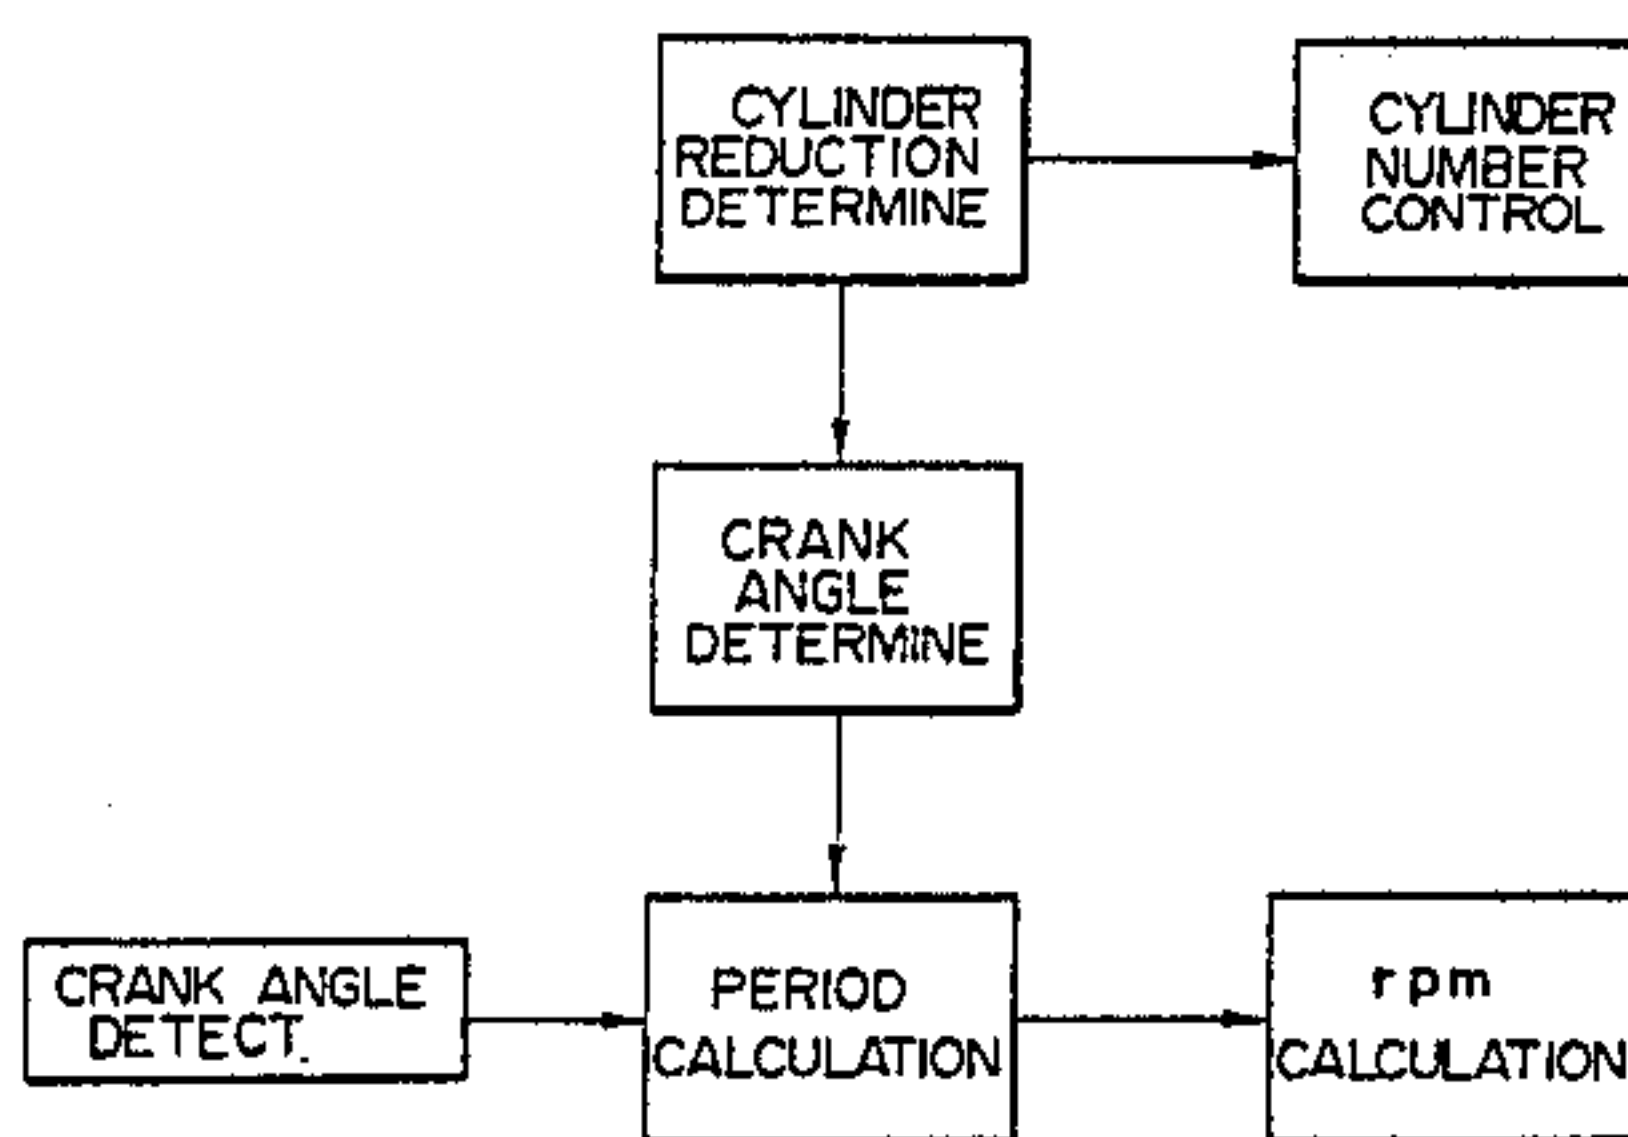 CYLINDER
REDUCTION
DETERMINE
CYLINDER
NUMBER
CONTROL
CRANK
ANGLE
DETERMINE
CRANK ANGLE
DETECT.
PERIOD
CALCULATION
rpm
CALCULATION